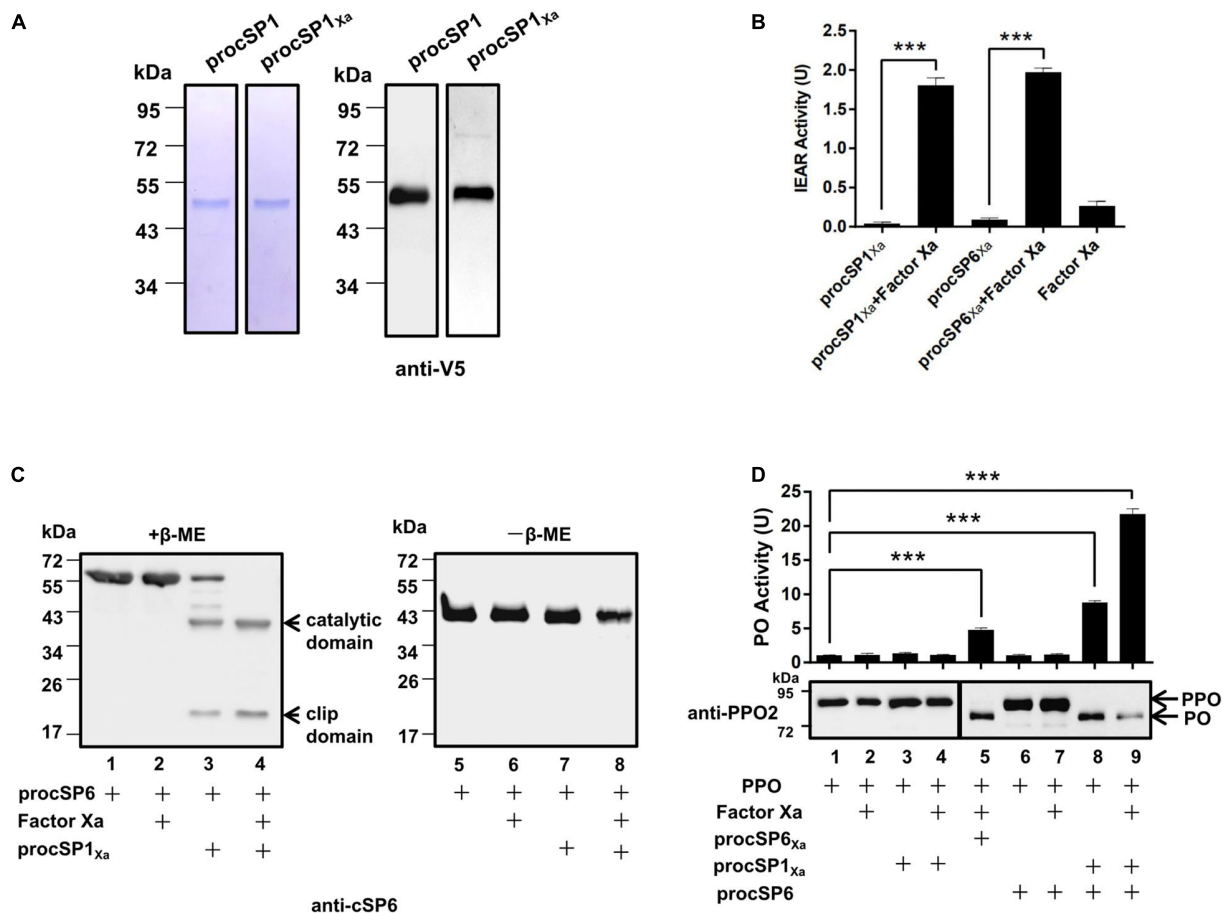 A
procSP1
procSP1Xa
kDa
95
72
55
43
34
procSP1
procSP1Xa
kDa
95
72
55
43
34
anti-V5
B
IEAR Activity (U)
2.5
2.0
1.5
1.0
0.5
0.0
***
***
procSP1Xa
procSP1Xa+Factor Xa
procSP6Xa
procSP6Xa+Factor Xa
Factor Xa
C
kDa
+β-ME
72
55
43
34
26
17
catalytic
domain
clip
domain
1 2 3 4
kDa
−β-ME
72
55
43
34
26
17
5 6 7 8
procSP6 + + + + + + + +
Factor Xa + + + +
procSP1Xa + + + +
anti-cSP6
D
PO Activity (U)
25
20
15
10
5
0
***
***
***
kDa
95
72
anti-PPO2
PPO
PO
1 2 3 4 5 6 7 8 9
PPO + + + + + + + + +
Factor Xa + + + + +
procSP6Xa +
procSP1Xa + + + +
procSP6 + + + +